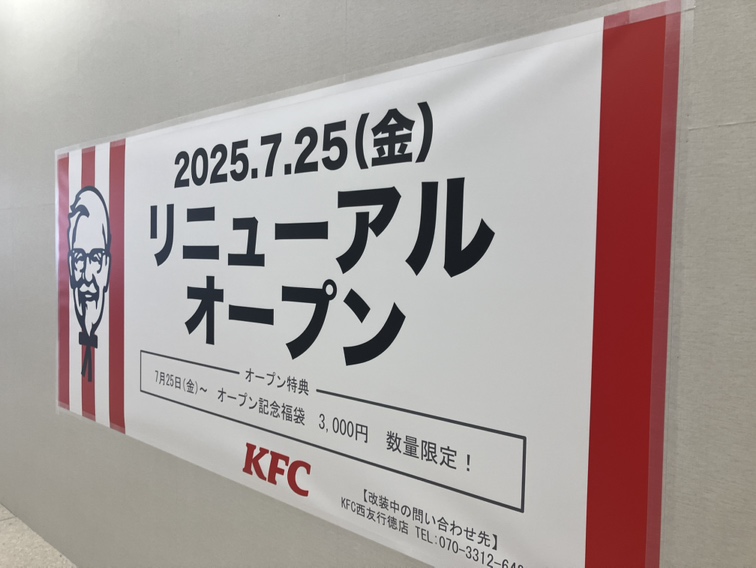 2025.7.25(金)
リニューアル
オープン
オープン特典
7月25日(金)～ オープン記念福袋 3,000円 数量限定！
KFC
【改装中の問い合わせ先】
KFC西友行徳店 TEL:070-3312-64